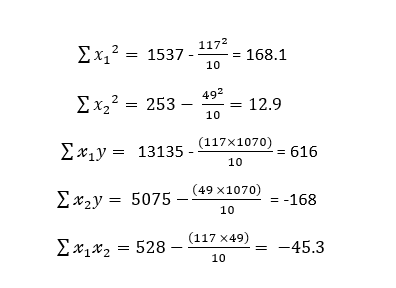 ∑x₁² = 1537 - 117²/10 = 168.1
∑x₂² = 253 − 49²/10 = 12.9
∑x₁y = 13135 - (117×1070)/10 = 616
∑x₂y = 5075 − (49 ×1070)/10 = -168
∑x₁x₂ = 528 − (117 ×49)/10 = −45.3